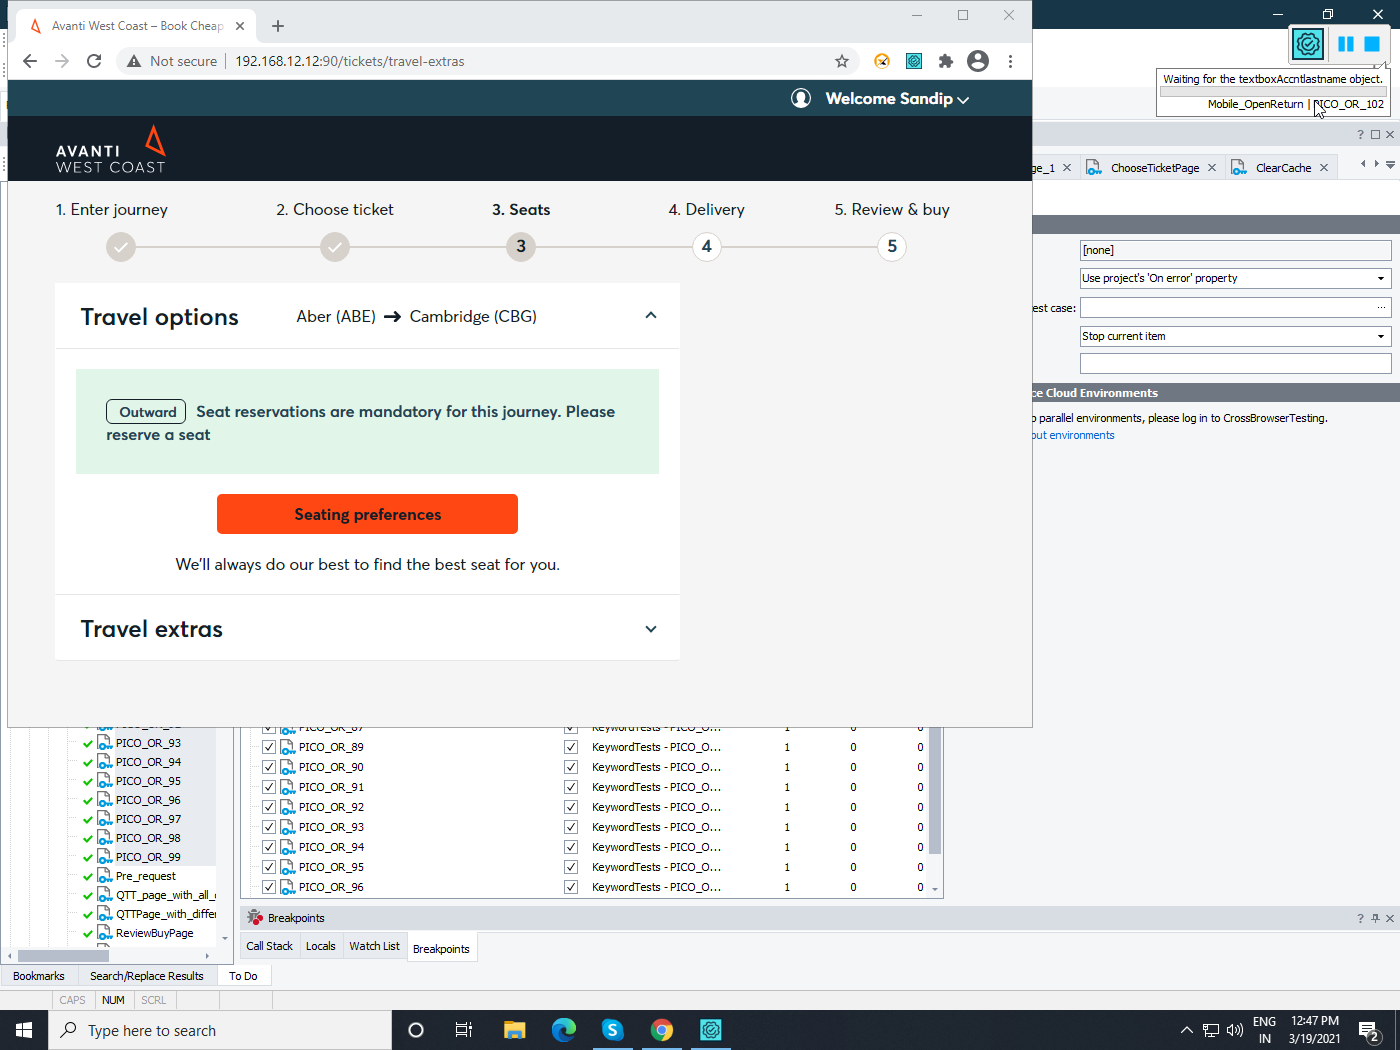 Avanti West Coast – Book Cheap
Not secure | 192.168.12.12:90/tickets/travel-extras
Waiting for the textboxAccntlastname object.
Mobile_OpenReturn | PICO_OR_102
Welcome Sandip
AVANTI
WEST COAST
1. Enter journey
2. Choose ticket
3. Seats
4. Delivery
5. Review & buy
3
4
5
Travel options
Aber (ABE) → Cambridge (CBG)
Outward Seat reservations are mandatory for this journey. Please
reserve a seat
Seating preferences
We'll always do our best to find the best seat for you.
Travel extras
ge_1
ChooseTicketPage
ClearCache
[none]
Use project's 'On error' property
est case:
Stop current item
ce Cloud Environments
o parallel environments, please log in to CrossBrowserTesting.
out environments
PICO_OR_93
PICO_OR_94
PICO_OR_95
PICO_OR_96
PICO_OR_97
PICO_OR_98
PICO_OR_99
Pre_request
QTT_page_with_all_
QTTPage_with_differ
ReviewBuyPage
PICO_OR_87 KeywordTests - PICO_O... 1 0 0
PICO_OR_89 KeywordTests - PICO_O... 1 0 0
PICO_OR_90 KeywordTests - PICO_O... 1 0 0
PICO_OR_91 KeywordTests - PICO_O... 1 0 0
PICO_OR_92 KeywordTests - PICO_O... 1 0 0
PICO_OR_93 KeywordTests - PICO_O... 1 0 0
PICO_OR_94 KeywordTests - PICO_O... 1 0 0
PICO_OR_95 KeywordTests - PICO_O... 1 0 0
PICO_OR_96 KeywordTests - PICO_O... 1 0 0
Breakpoints
Call Stack
Locals
Watch List
Breakpoints
Bookmarks
Search/Replace Results
To Do
CAPS
NUM
SCRL
Type here to search
ENG
IN
12:47 PM
3/19/2021
2